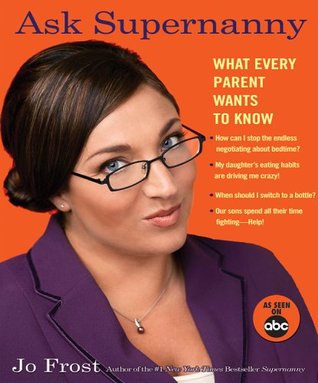 Ask Supernanny
WHAT EVERY
PARENT
WANTS
TO KNOW
• How can I stop the endless
negotiating about bedtime?
• My daughter's eating habits
are driving me crazy!
• When should I switch to a bottle?
• Our sons spend all their time
fighting—Help!
AS SEEN
ON
abc
Jo Frost Author of the #1 New York Times Bestseller Supernanny